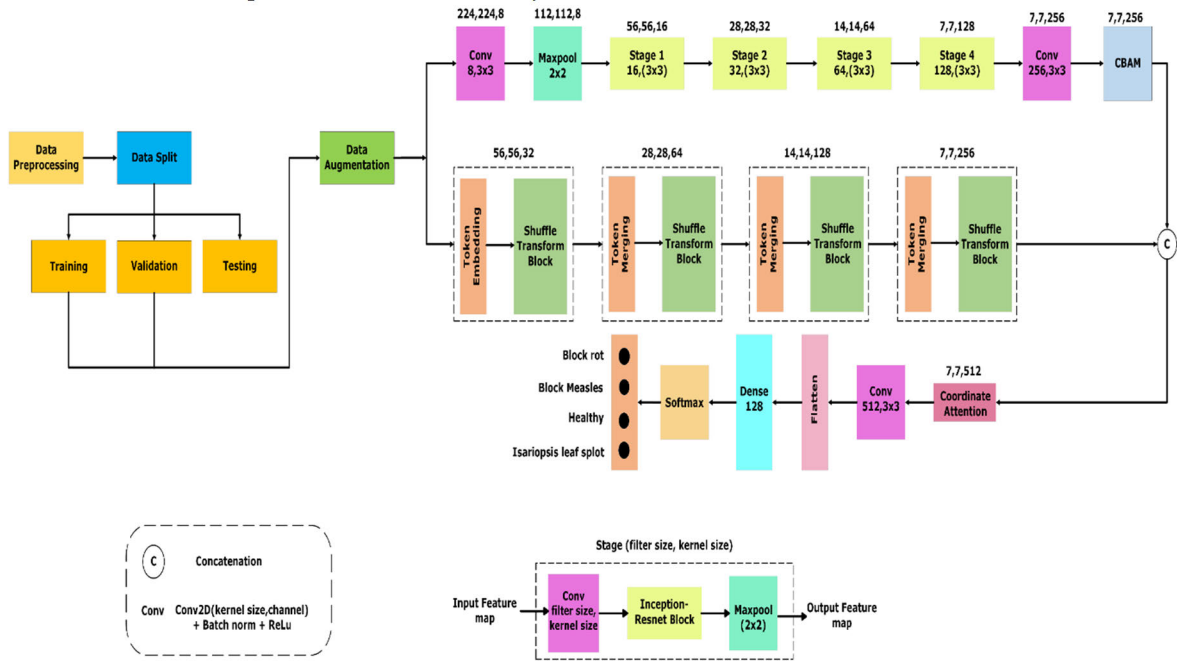 224,224,8
112,112,8
56,56,16
28,28,32
14,14,64
7,7,128
7,7,256
7,7,256
Conv
8,3x3
Maxpool
2x2
Stage 1
16,(3x3)
Stage 2
32,(3x3)
Stage 3
64,(3x3)
Stage 4
128,(3x3)
Conv
256,3x3
CBAM
Data
Preprocessing
Data Split
Data
Augmentation
Training
Validation
Testing
56,56,32
28,28,64
14,14,128
7,7,256
Token
Embedding
Shuffle
Transform
Block
Token
Merging
Shuffle
Transform
Block
Token
Merging
Shuffle
Transform
Block
Token
Merging
Shuffle
Transform
Block
C
Block rot
Block Measles
Healthy
Isariopsis leaf splot
Softmax
Dense
128
Flatten
Conv
512,3x3
7,7,512
Coordinate
Attention
C
Concatenation
Conv
Conv2D(kernel size,channel)
+ Batch norm + ReLu
Stage (filter size, kernel size)
Input Feature
map
Conv
filter size,
kernel size
Inception-
Resnet Block
Maxpool
(2x2)
Output Feature
map